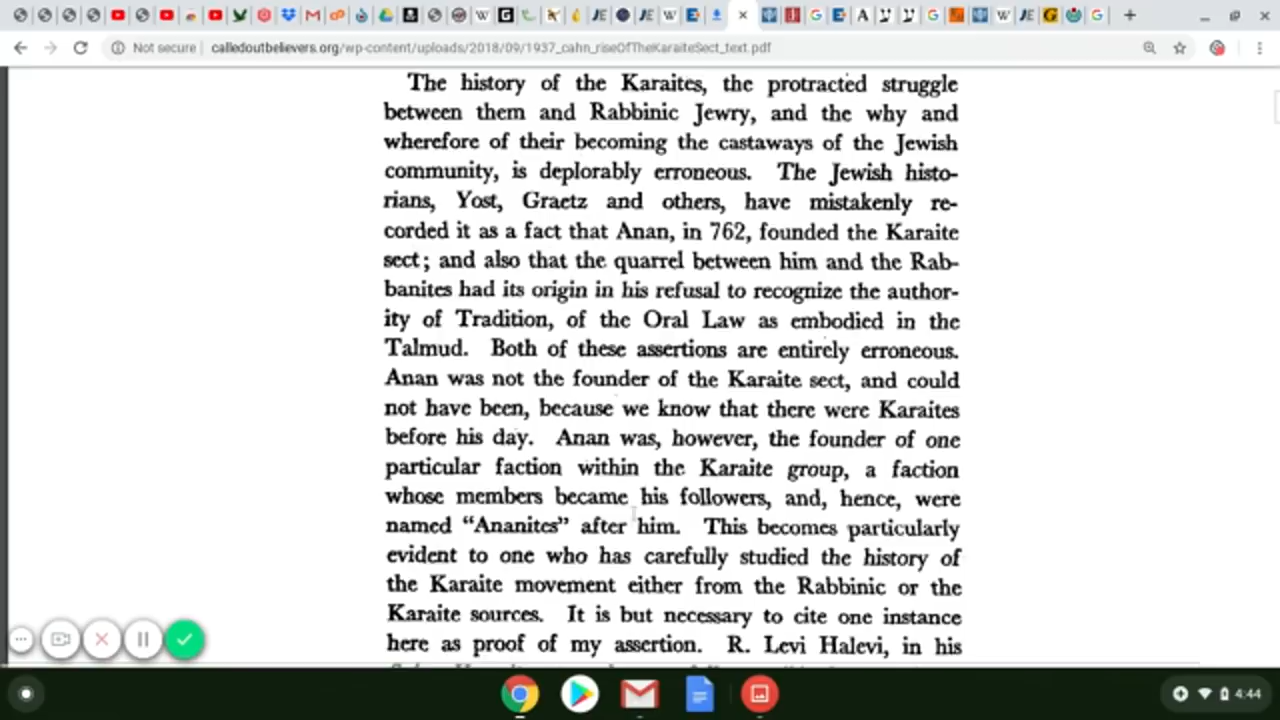 Not secure | calledoutbelievers.org/wp-content/uploads/2018/09/1937_cahn_riseOfTheKaraiteSect_text.pdf
The history of the Karaites, the protracted struggle
between them and Rabbinic Jewry, and the why and
wherefore of their becoming the castaways of the Jewish
community, is deplorably erroneous. The Jewish histo-
rians, Yost, Graetz and others, have mistakenly re-
corded it as a fact that Anan, in 762, founded the Karaite
sect; and also that the quarrel between him and the Rab-
banites had its origin in his refusal to recognize the author-
ity of Tradition, of the Oral Law as embodied in the
Talmud. Both of these assertions are entirely erroneous.
Anan was not the founder of the Karaite sect, and could
not have been, because we know that there were Karaites
before his day. Anan was, however, the founder of one
particular faction within the Karaite group, a faction
whose members became his followers, and, hence, were
named "Ananites" after him. This becomes particularly
evident to one who has carefully studied the history of
the Karaite movement either from the Rabbinic or the
Karaite sources. It is but necessary to cite one instance
here as proof of my assertion. R. Levi Halevi, in his
4:44